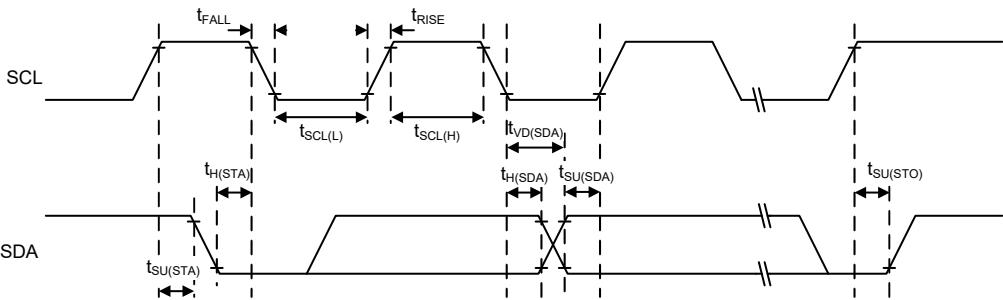 tFALL
tRISE
SCL
tSCL(L)
tSCL(H)
tVD(SDA)
tH(STA)
tH(SDA)
tSU(SDA)
tSU(STO)
SDA
tSU(STA)